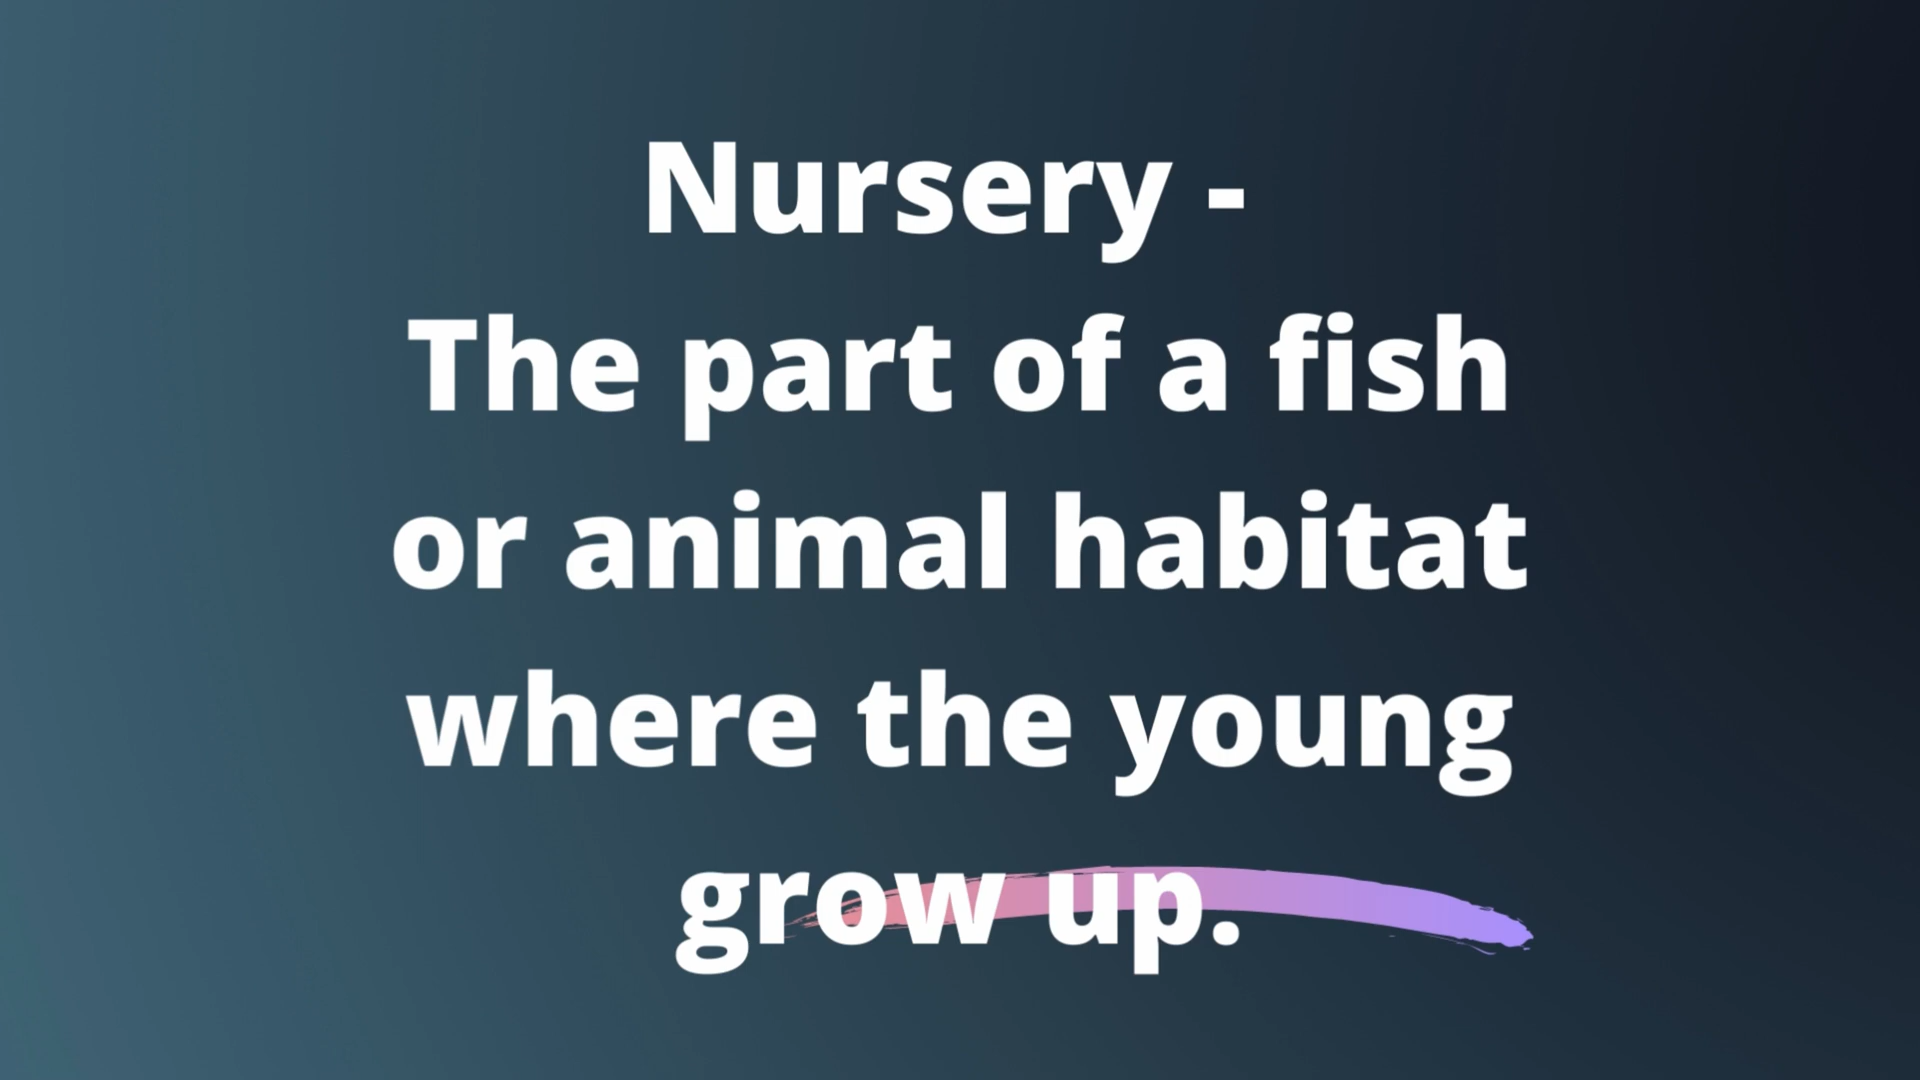 Nursery -
The part of a fish
or animal habitat
where the young
grow up.